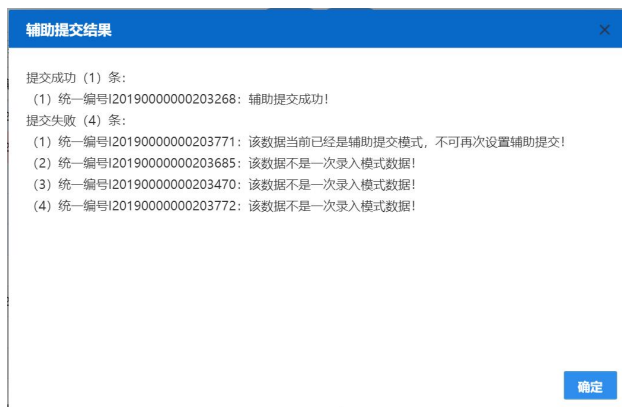 辅助提交结果
提交成功（1）条：
（1）统一编号I20190000000203268：辅助提交成功！
提交失败（4）条：
（1）统一编号I20190000000203771：该数据当前已经是辅助提交模式，不可再次设置辅助提交！
（2）统一编号I20190000000203685：该数据不是一次录入模式数据！
（3）统一编号I20190000000203470：该数据不是一次录入模式数据！
（4）统一编号I20190000000203772：该数据不是一次录入模式数据！
确定